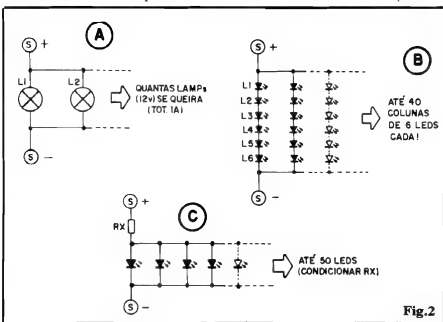 A
S +
L1
L2
QUANTAS LAMPs
(12v) SE QUEIRA
(TOT. 1A)
S -
B
S +
L1
L2
L3
L4
L5
L6
ATÉ 40
COLUNAS
DE 6 LEDS
CADA!
S -
C
S +
RX
ATÉ 50 LEDS
(CONDICIONAR RX)
S -
Fig.2